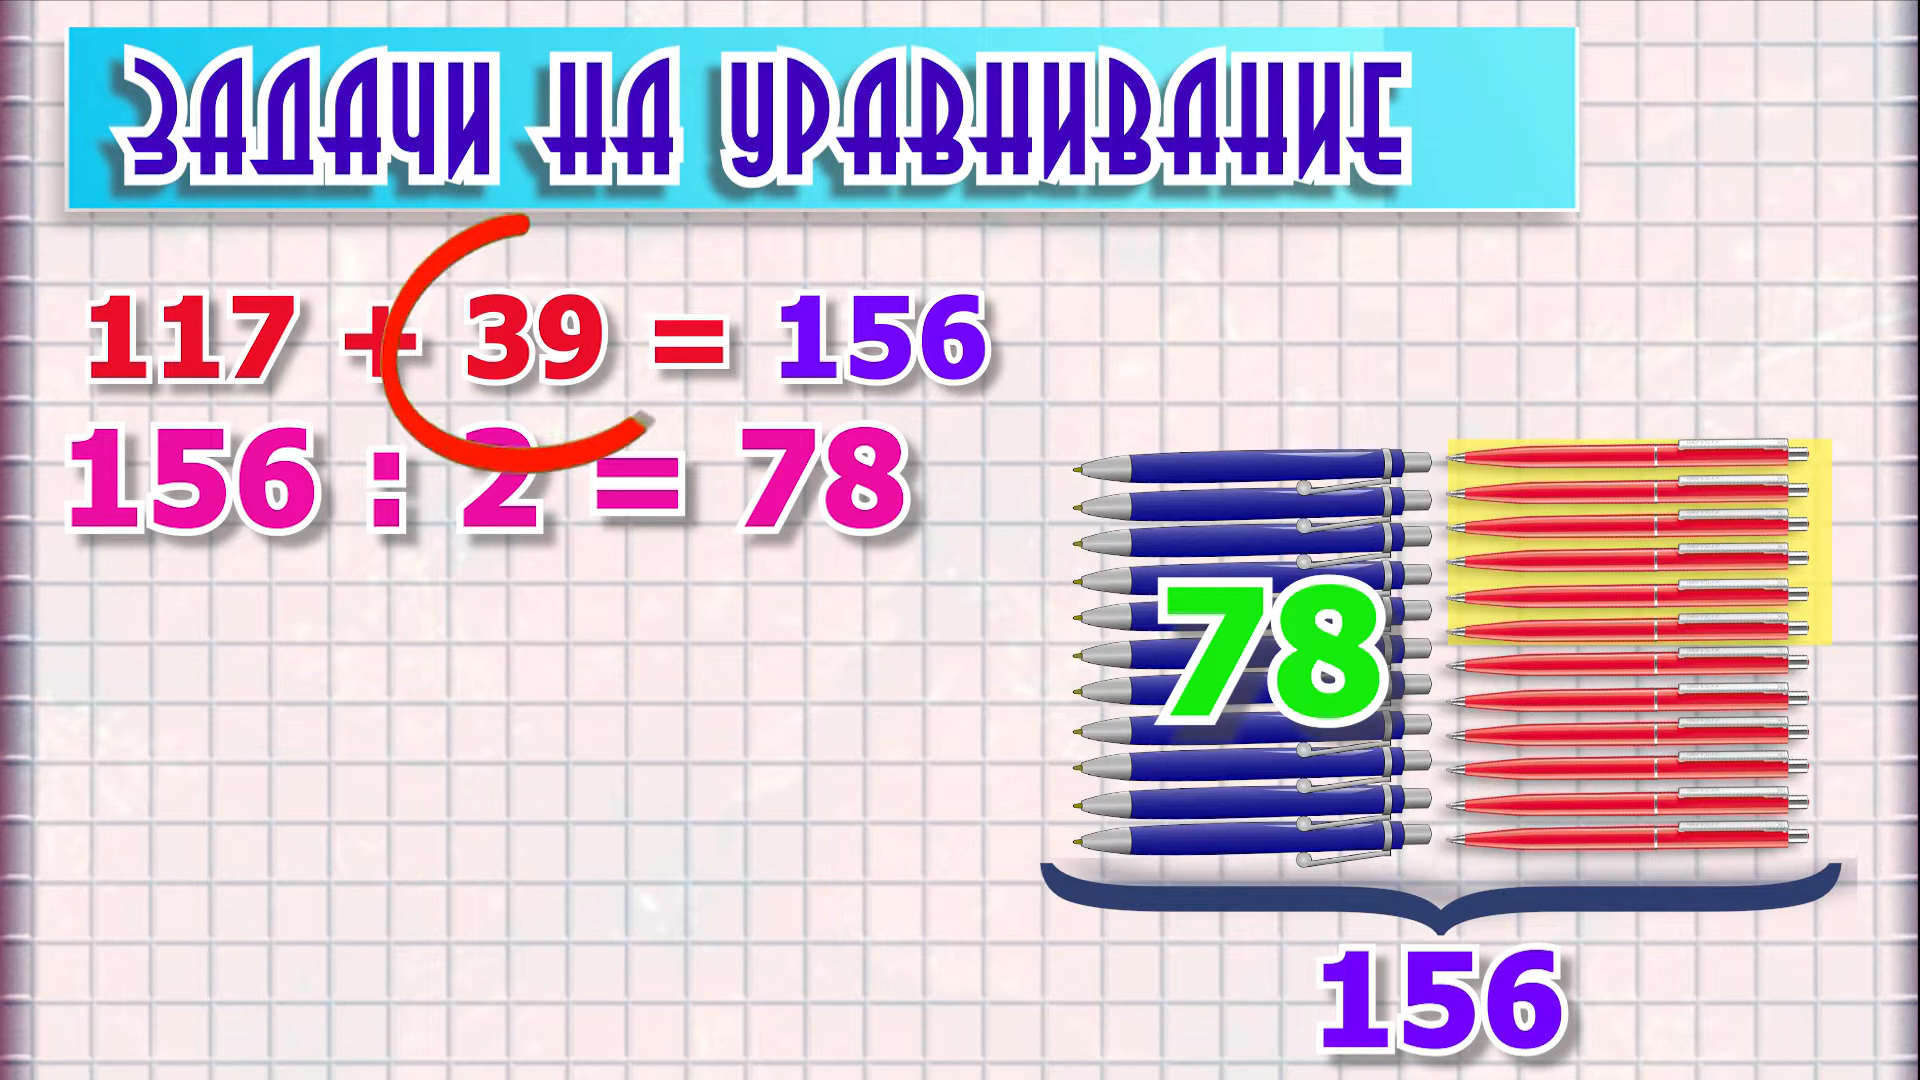 ЗАДАЧИ НА УРАВНИВАНИЕ
117 + 39 = 156
156 : 2 = 78
78
156